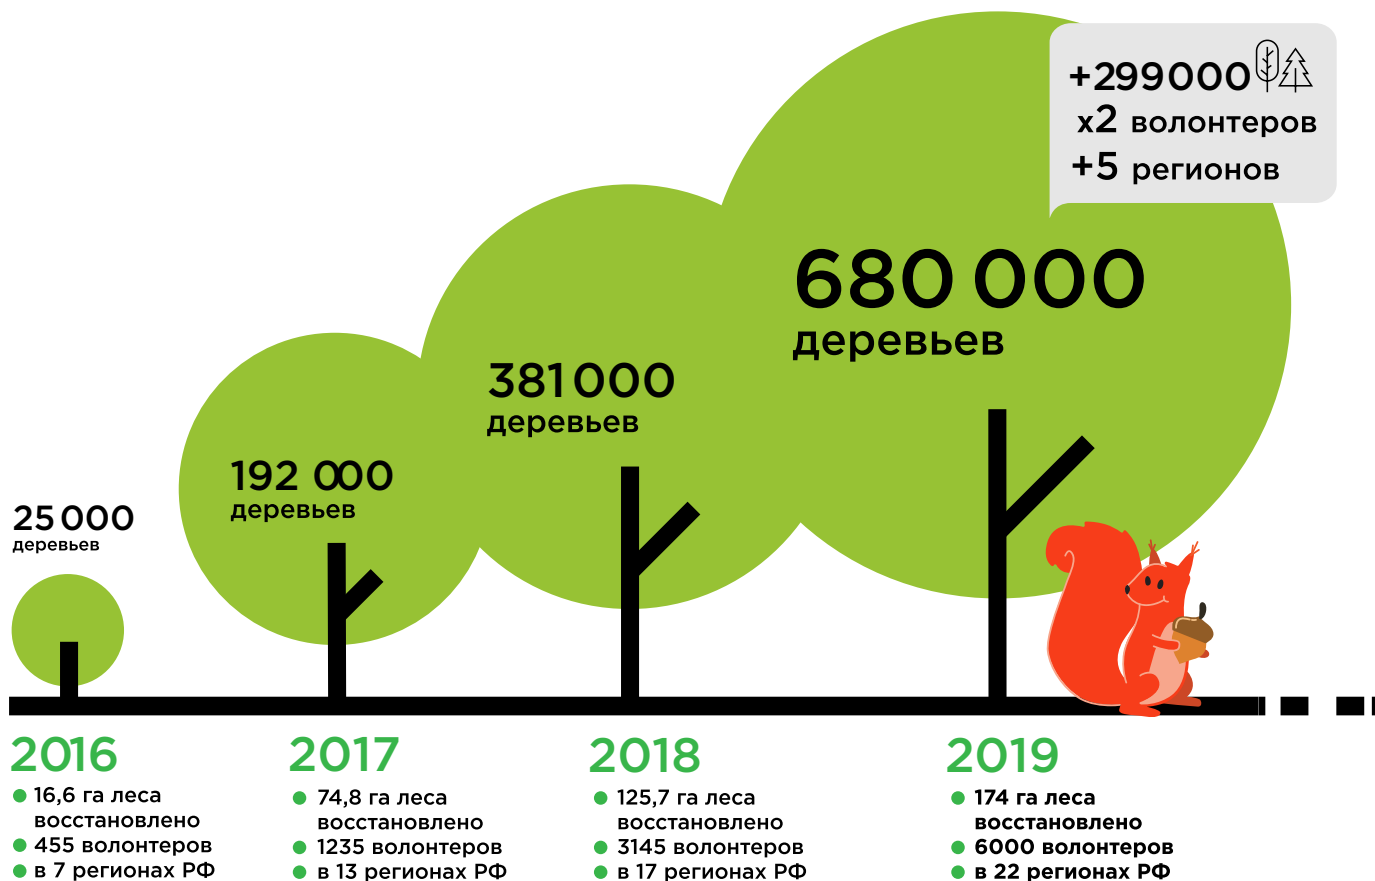 +299000
x2 волонтеров
+5 регионов
680 000
деревьев
381 000
деревьев
192 000
деревьев
25 000
деревьев
2016
16,6 га леса
восстановлено
455 волонтеров
в 7 регионах РФ
2017
74,8 га леса
восстановлено
1235 волонтеров
в 13 регионах РФ
2018
125,7 га леса
восстановлено
3145 волонтеров
в 17 регионах РФ
2019
174 га леса
восстановлено
6000 волонтеров
в 22 регионах РФ